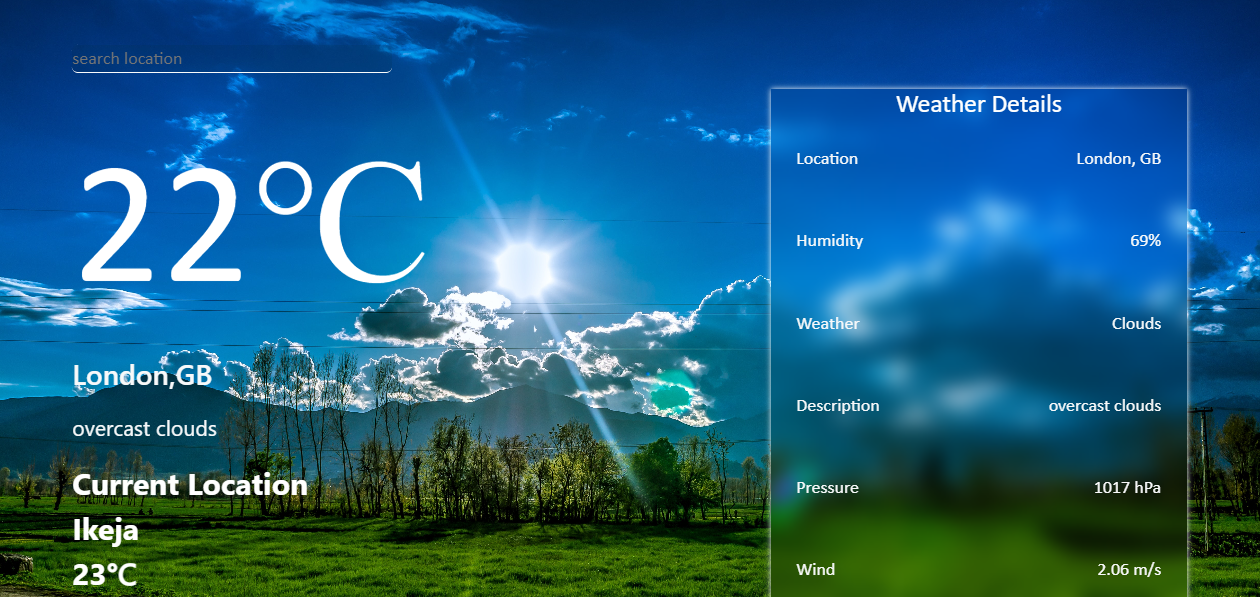 search location
22°C
London,GB
overcast clouds
Current Location
Ikeja
23°C
Weather Details
Location London, GB
Humidity 69%
Weather Clouds
Description overcast clouds
Pressure 1017 hPa
Wind 2.06 m/s